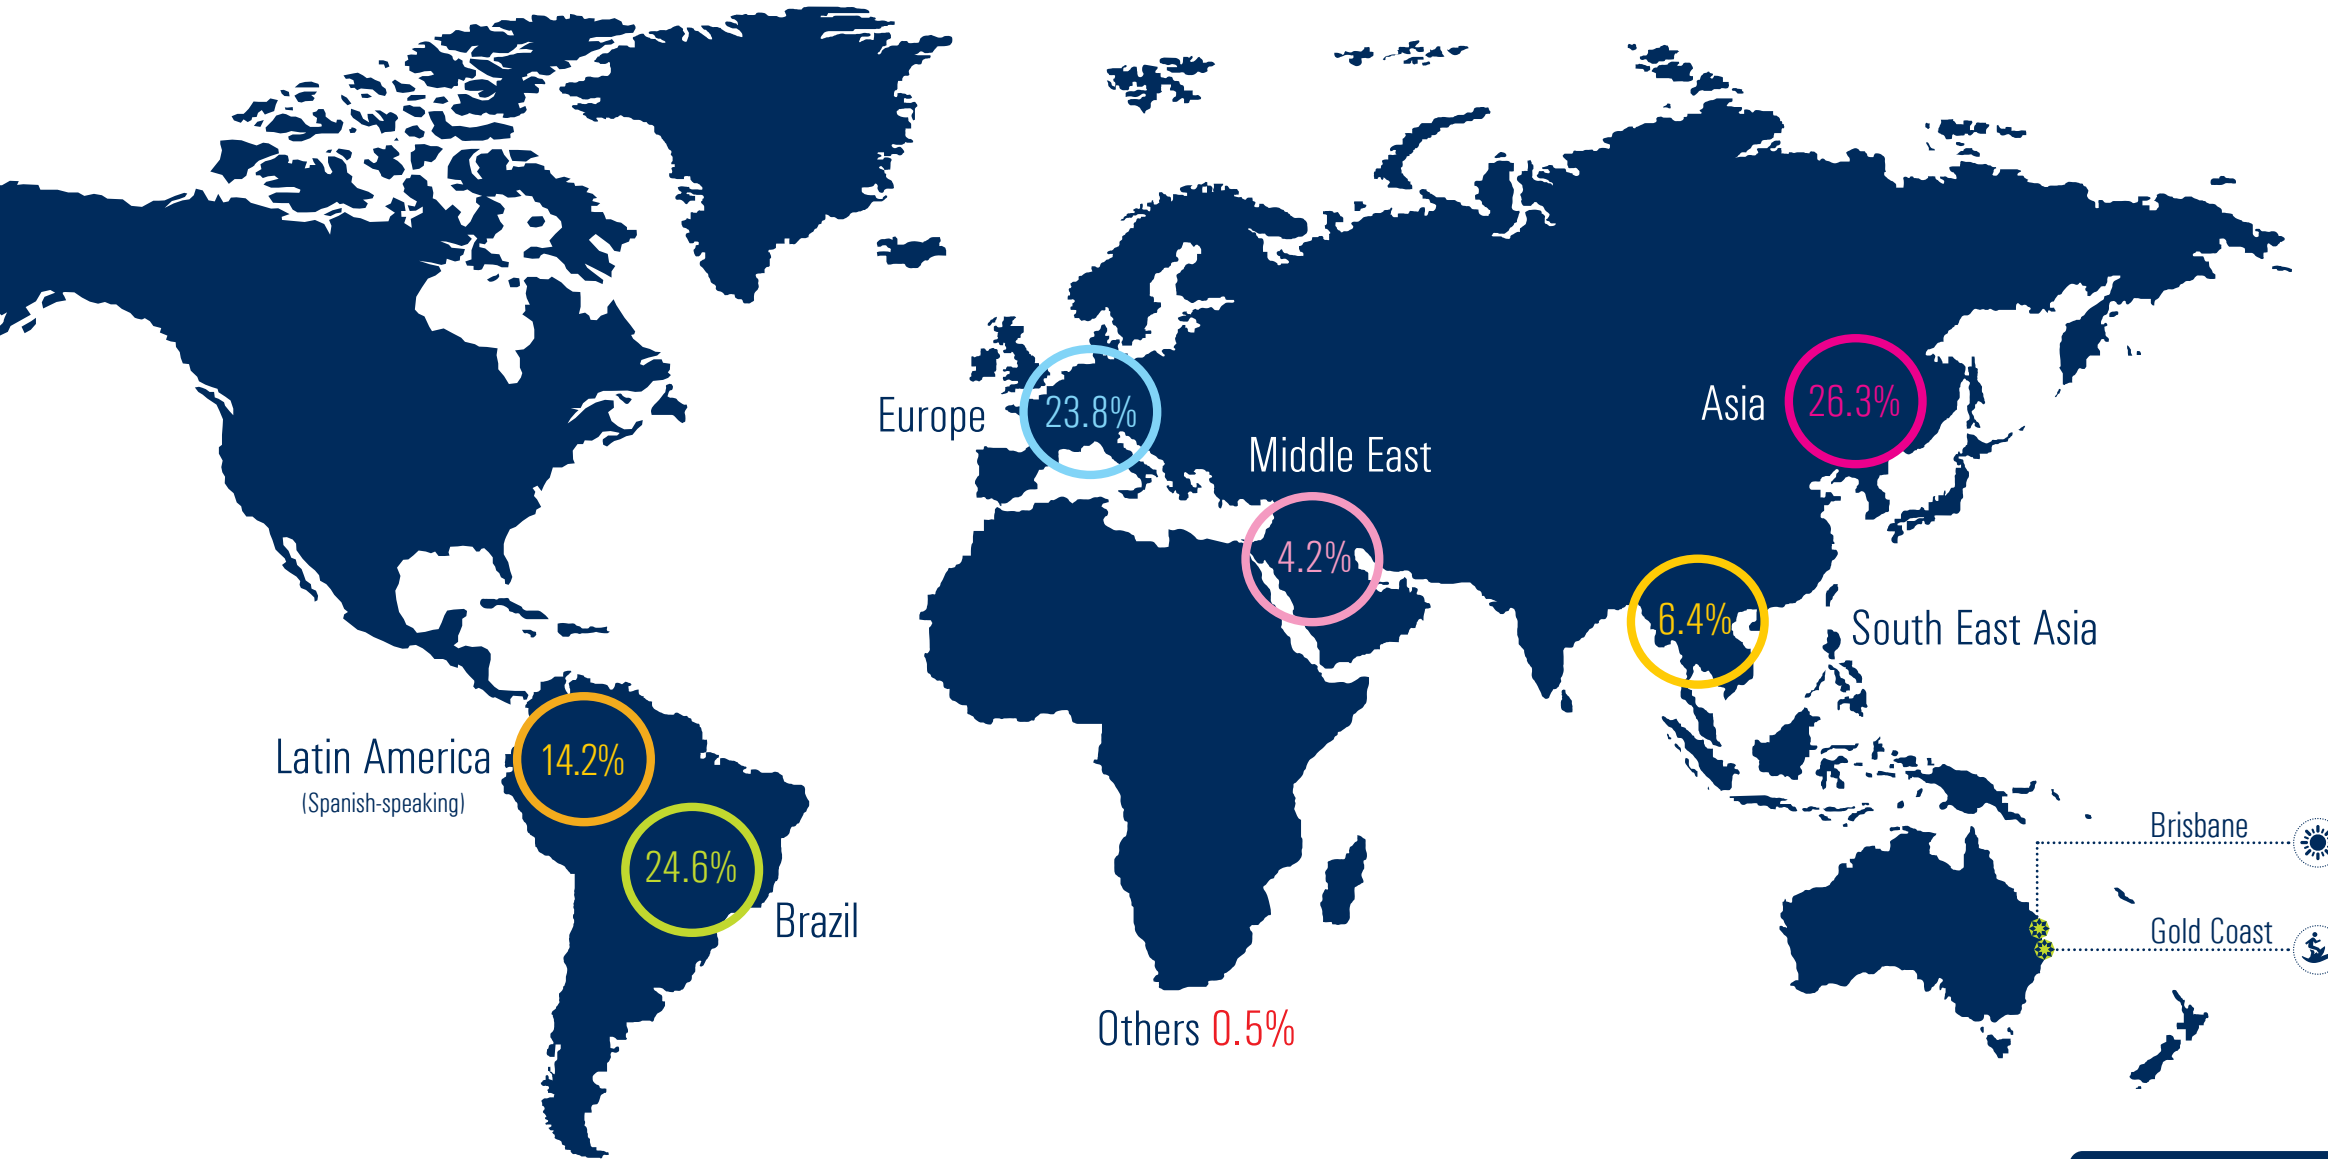 Europe
23.8%
Asia
26.3%
Middle East
4.2%
6.4%
South East Asia
Latin America
(Spanish-speaking)
14.2%
24.6%
Brazil
Brisbane
Gold Coast
Others 0.5%